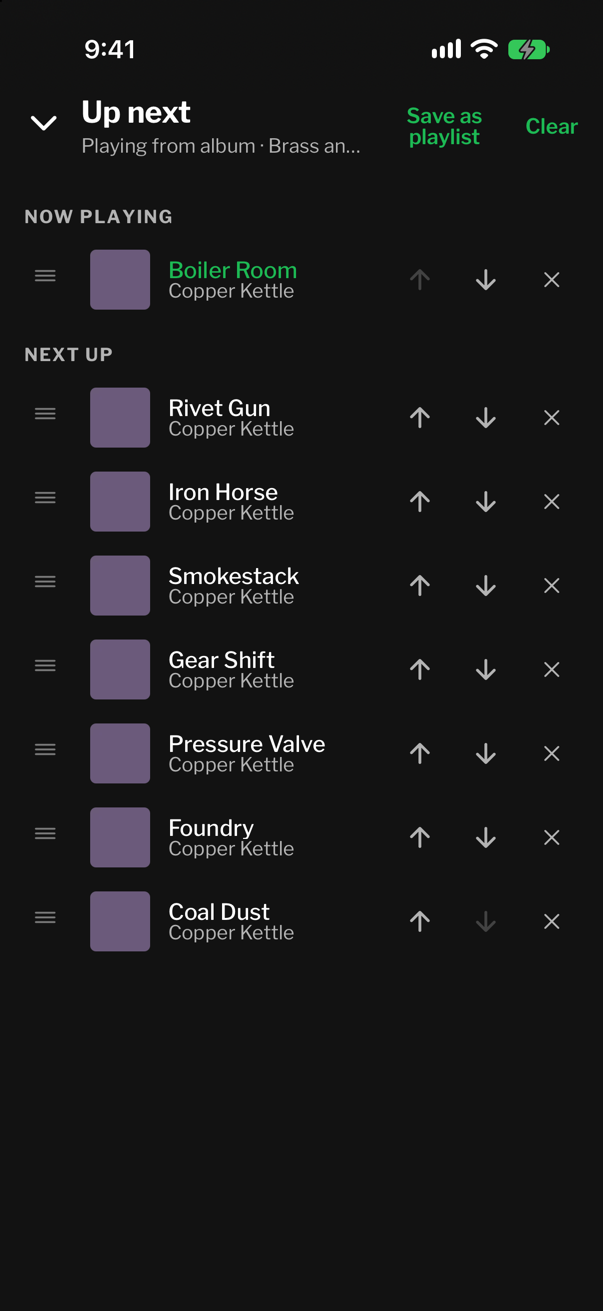 9:41
Up next
Save as
playlist
Clear
Playing from album · Brass an…
NOW PLAYING
Boiler Room
Copper Kettle
NEXT UP
Rivet Gun
Copper Kettle
Iron Horse
Copper Kettle
Smokestack
Copper Kettle
Gear Shift
Copper Kettle
Pressure Valve
Copper Kettle
Foundry
Copper Kettle
Coal Dust
Copper Kettle